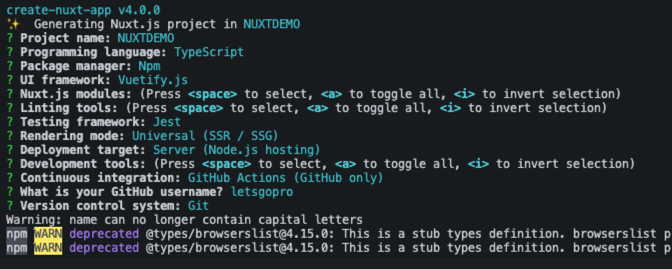 create-nuxt-app v4.0.0
✨ Generating Nuxt.js project in NUXTDEMO
? Project name: NUXTDEMO
? Programming language: TypeScript
? Package manager: Npm
? UI framework: Vuetify.js
? Nuxt.js modules: (Press <space> to select, <a> to toggle all, <i> to invert selection)
? Linting tools: (Press <space> to select, <a> to toggle all, <i> to invert selection)
? Testing framework: Jest
? Rendering mode: Universal (SSR / SSG)
? Deployment target: Server (Node.js hosting)
? Development tools: (Press <space> to select, <a> to toggle all, <i> to invert selection)
? Continuous integration: GitHub Actions (GitHub only)
? What is your GitHub username? letsgopro
? Version control system: Git
Warning: name can no longer contain capital letters
npm WARN deprecated @types/browserslist@4.15.0: This is a stub types definition. browserslist p
npm WARN deprecated @types/browserslist@4.15.0: This is a stub types definition. browserslist p